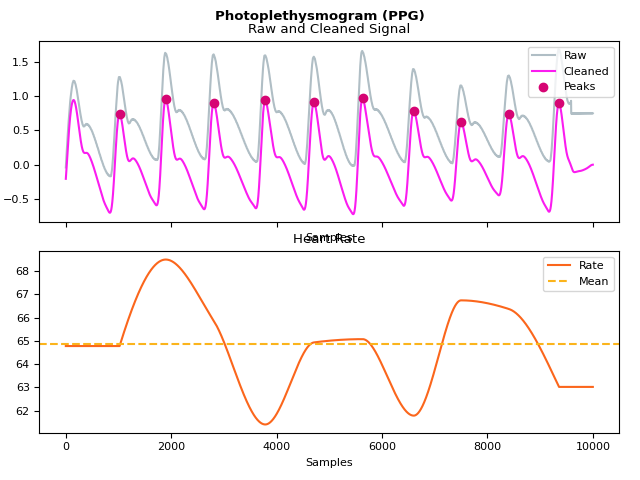 Photoplethysmogram (PPG)
Raw and Cleaned Signal
1.5
1.0
0.5
0.0
−0.5
Raw
Cleaned
Peaks
Samples
Heart Rate
68
67
66
65
64
63
62
Rate
Mean
0 2000 4000 6000 8000 10000
Samples